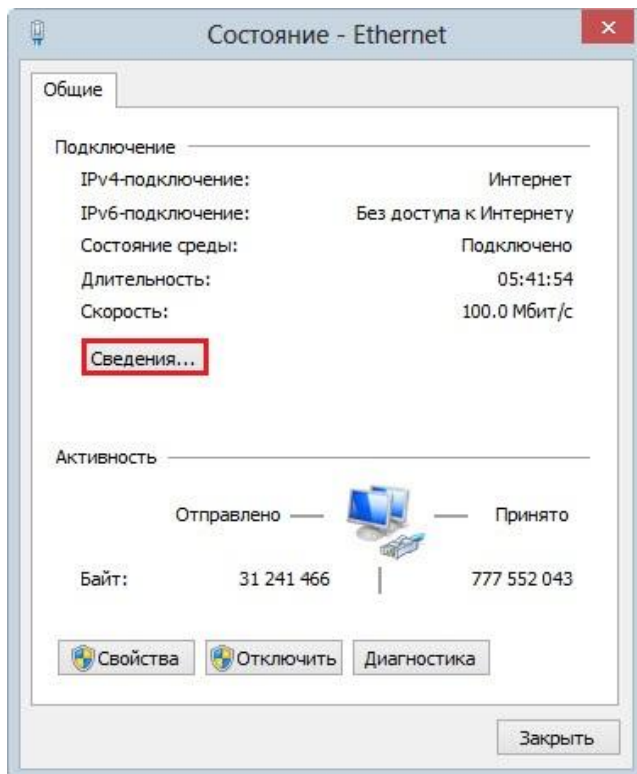 Состояние - Ethernet
Общие
Подключение
IPv4-подключение: Интернет
IPv6-подключение: Без доступа к Интернету
Состояние среды: Подключено
Длительность: 05:41:54
Скорость: 100.0 Мбит/с
Сведения...
Активность
Отправлено — Принято
Байт: 31 241 466 777 552 043
Свойства Отключить Диагностика
Закрыть